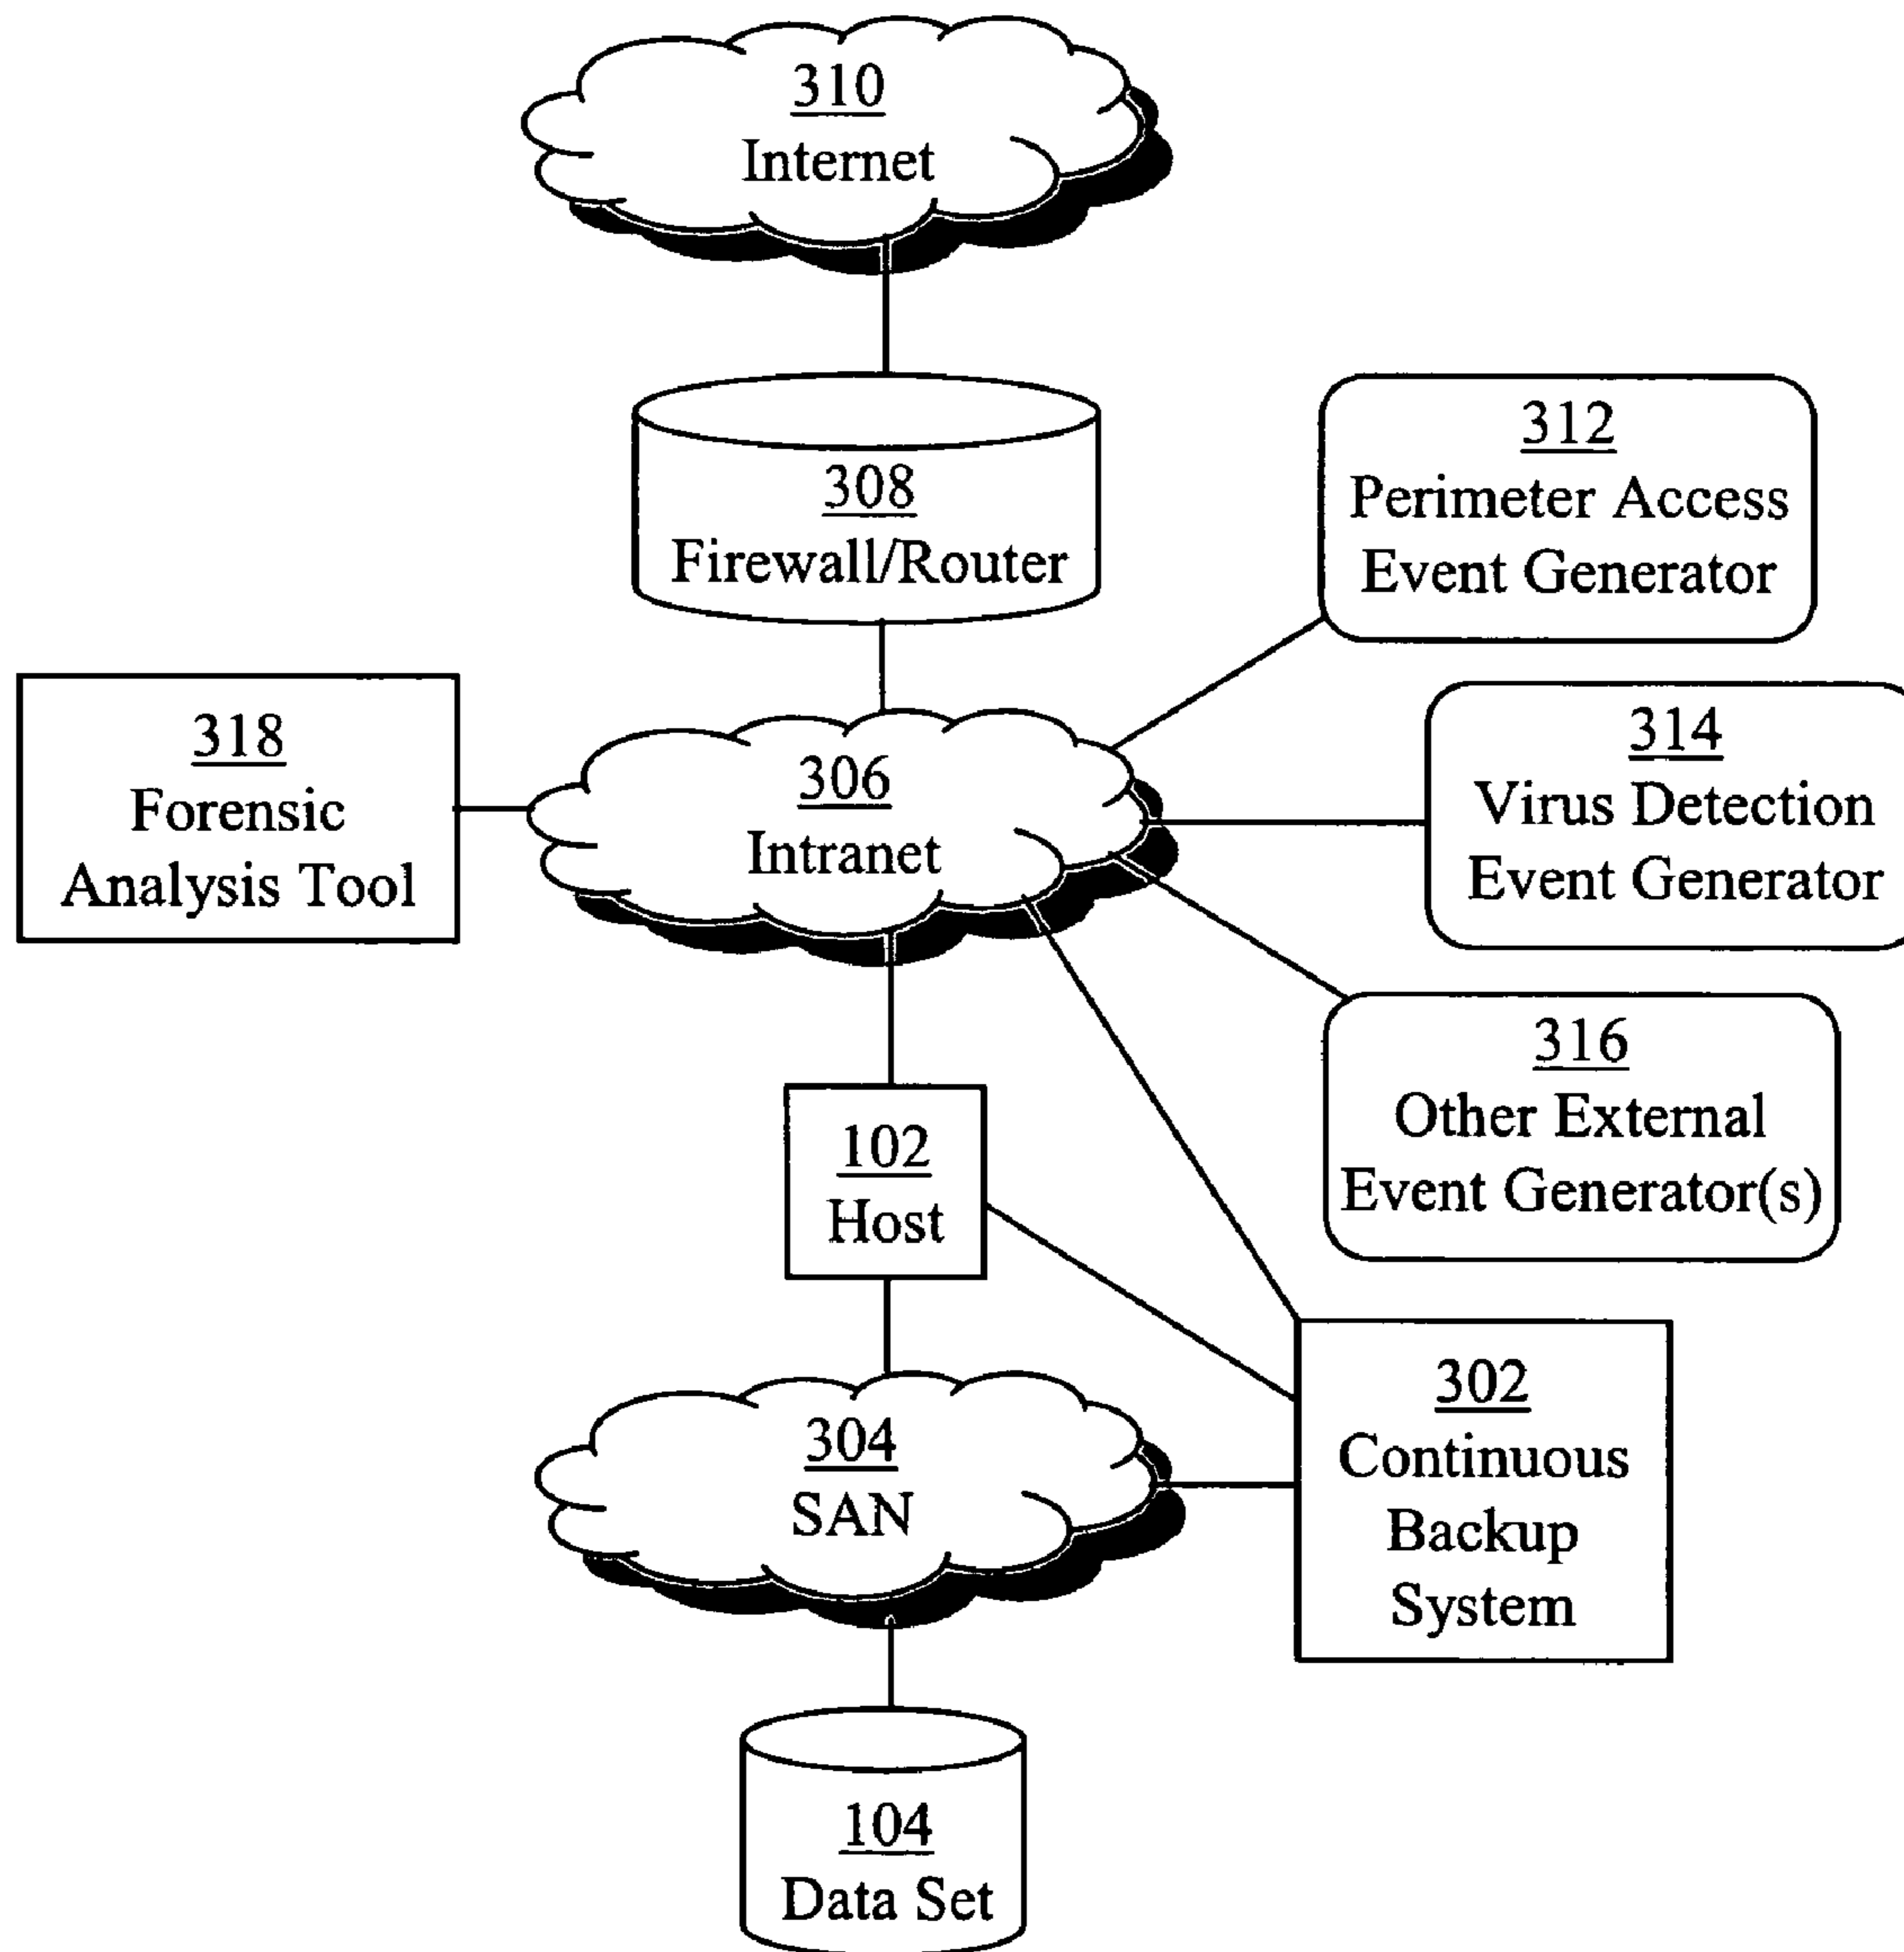 310
Internet
308
Firewall/Router
312
Perimeter Access
Event Generator
318
Forensic
Analysis Tool
306
Intranet
314
Virus Detection
Event Generator
316
Other External
Event Generator(s)
102
Host
304
SAN
302
Continuous
Backup
System
104
Data Set